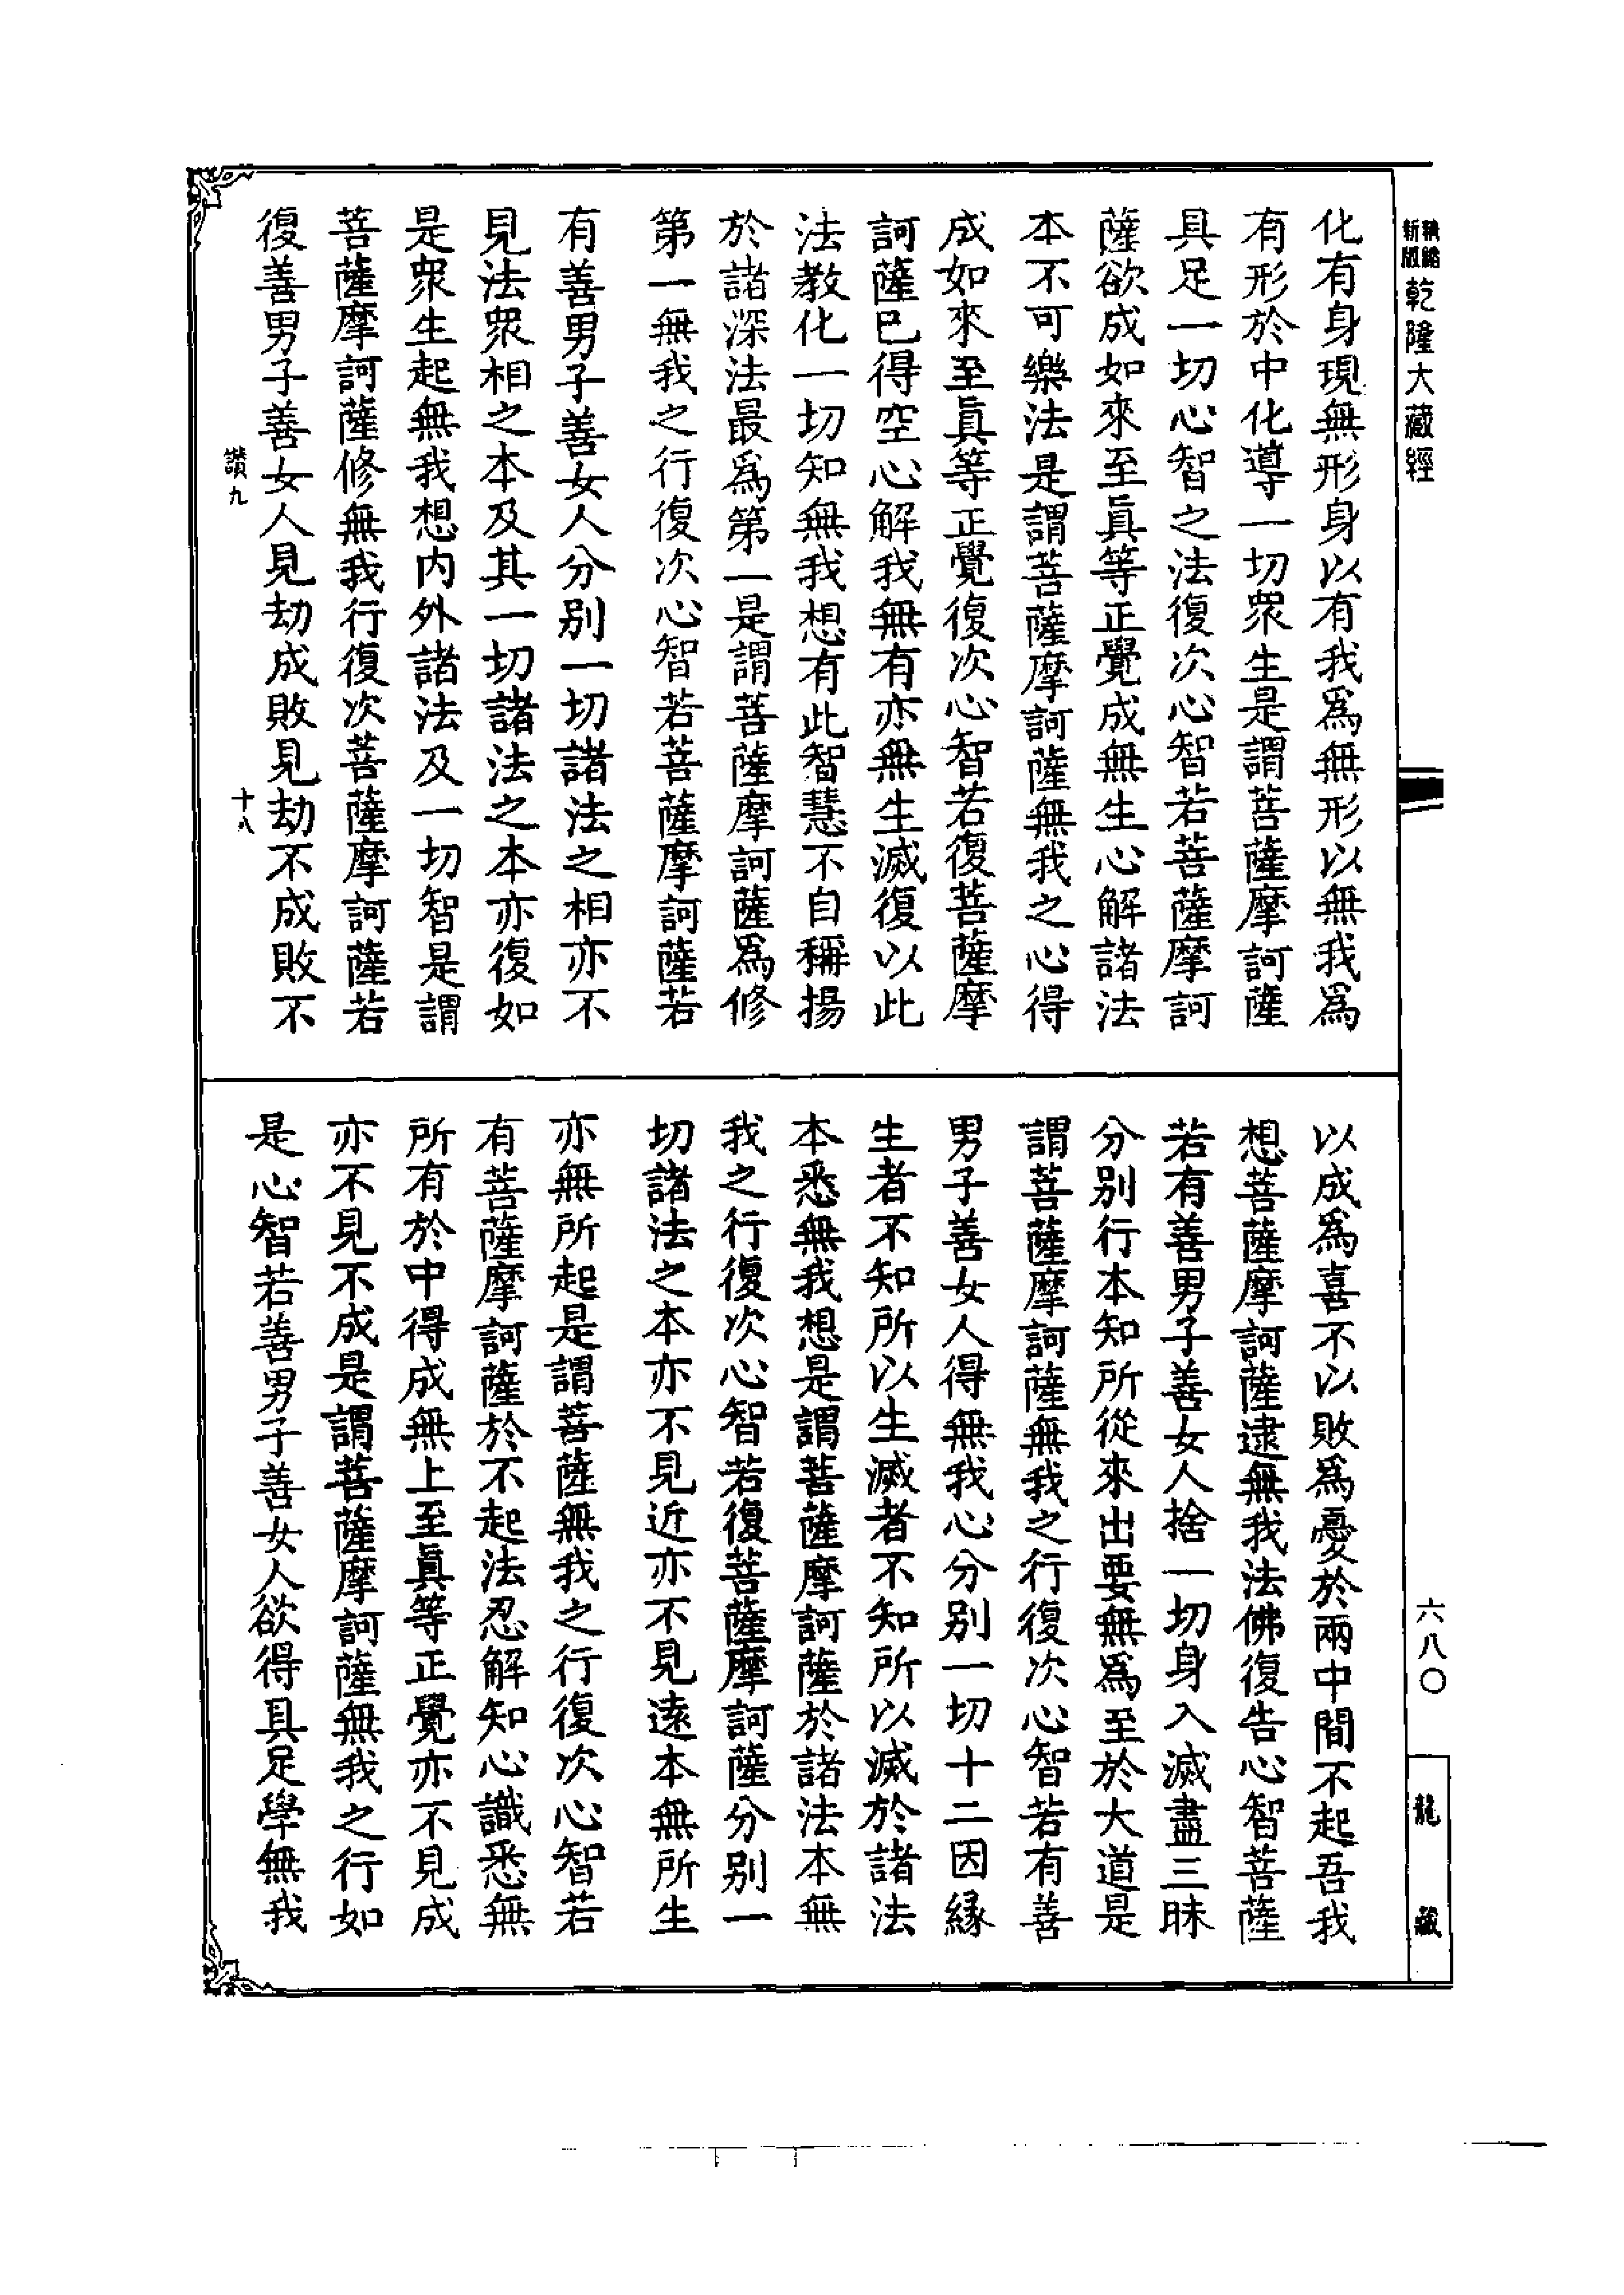 精縮新版乾隆大藏經
化有身現無形身以有我爲無形以無我爲
有形於中化導一切衆生是謂菩薩摩訶薩
具足一切心智之法復次心智若菩薩摩訶
薩欲成如來至眞等正覺成無生心解諸法
本不可樂法是謂菩薩摩訶薩無我之心得
成如來至眞等正覺復次心智若復菩薩摩
訶薩已得空心解我無有亦無生滅復以此
法教化一切知無我想有此智慧不自稱揚
於諸深法最爲第一是謂菩薩摩訶薩爲修
第一無我之行復次心智若菩薩摩訶薩若
有善男子善女人分別一切諸法之相亦不
見法衆相之本及其一切諸法之本亦復如
是衆生起無我想內外諸法及一切智是謂
菩薩摩訶薩修無我行復次菩薩摩訶薩若
復善男子善女人見劫成敗見劫不成敗不
讚九
十八
以成爲喜不以敗爲憂於兩中間不起吾我
想菩薩摩訶薩逮無我法佛復告心智菩薩
若有善男子善女人捨一切身入滅盡三昧
分別行本知所從來出要無爲至於大道是
謂菩薩摩訶薩無我之行復次心智若有善
男子善女人得無我心分別一切十二因緣
生者不知所以生滅者不知所以滅於諸法
本悉無我想是謂菩薩摩訶薩於諸法本無
我之行復次心智若復菩薩摩訶薩分別一
切諸法之本亦不見近亦不見遠本無所生
亦無所起是謂菩薩無我之行復次心智若
有菩薩摩訶薩於不起法忍解知心識悉無
所有於中得成無上至眞等正覺亦不見成
亦不見不成是謂菩薩摩訶薩無我之行如
是心智若善男子善女人欲得具足學無我
六八〇
龍藏